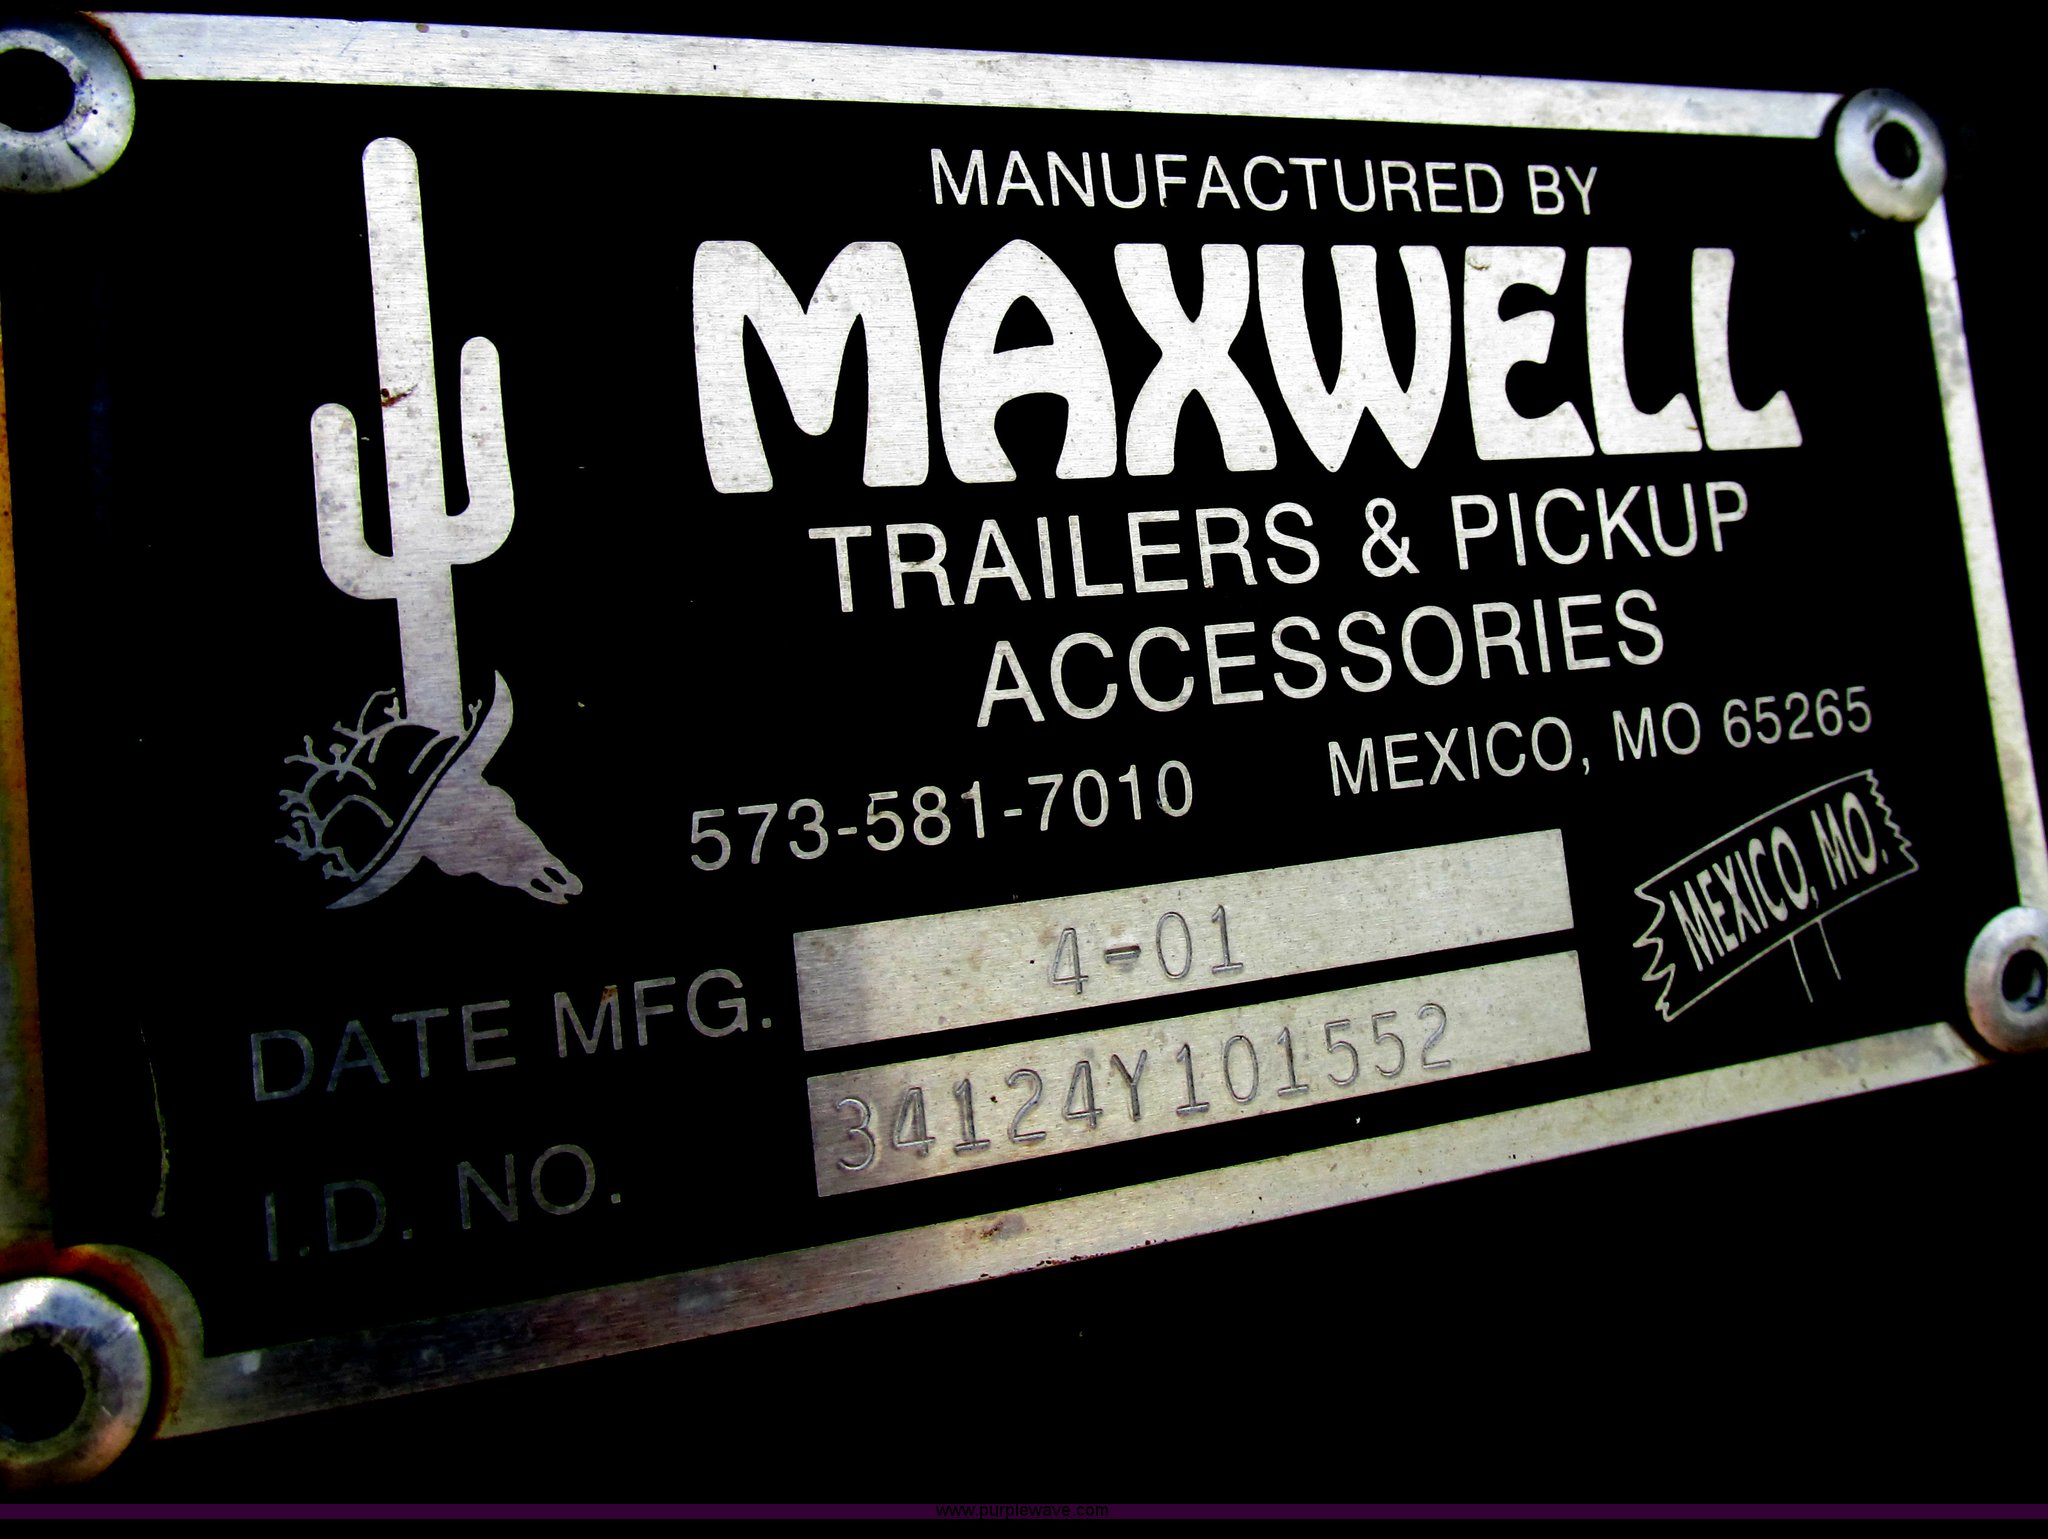 MANUFACTURED BY
MAXWELL
TRAILERS & PICKUP
ACCESSORIES
573-581-7010 MEXICO, MO 65265
MEXICO, MO.
DATE MFG. 4-01
I.D. NO. 34124Y101552
www.purplewave.com